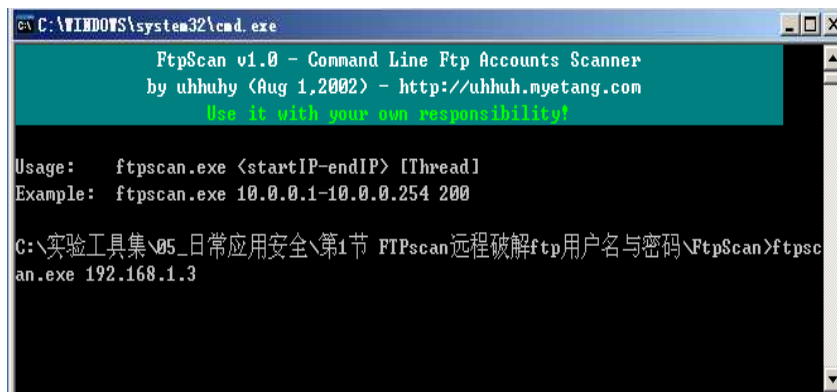 C:\WINDOWS\system32\cmd.exe
FtpScan v1.0 - Command Line Ftp Accounts Scanner
by uhhuhy (Aug 1,2002) - http://uhhuh.myetang.com
Use it with your own responsibility!
Usage: ftpscan.exe <startIP-endIP> [Thread]
Example: ftpscan.exe 10.0.0.1-10.0.0.254 200
C:\实验工具集\05_日常应用安全\第1节 FTPscan远程破解ftp用户名与密码\FtpScan>ftpsc
an.exe 192.168.1.3